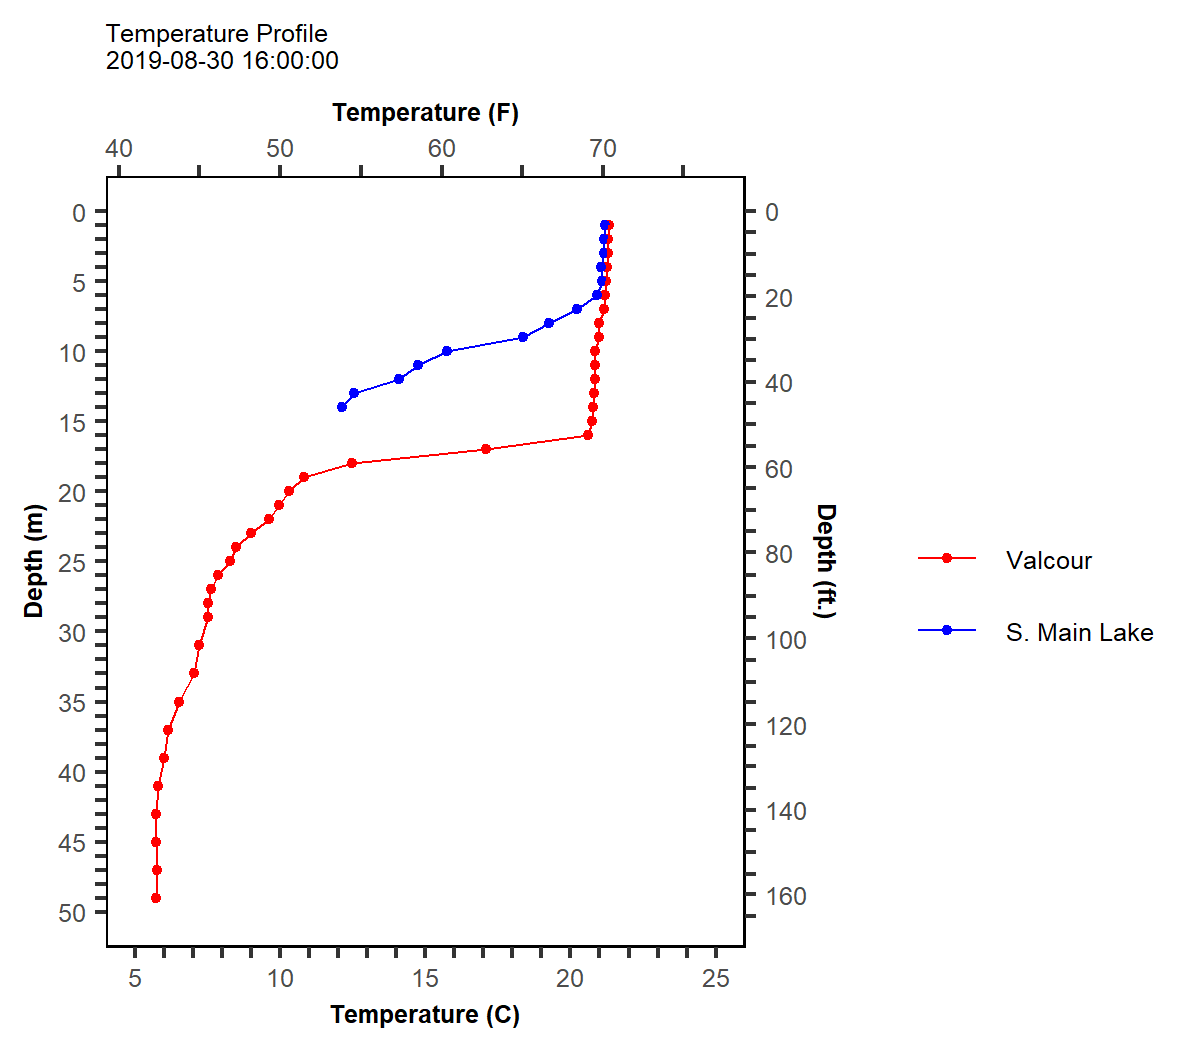 Temperature Profile
2019-08-30 16:00:00
Temperature (F)
40 50 60 70
0
5
10
15
20
25
30
35
40
45
50
Depth (m)
0
20
40
60
80
100
120
140
160
Depth (ft.)
Valcour
S. Main Lake
5 10 15 20 25
Temperature (C)